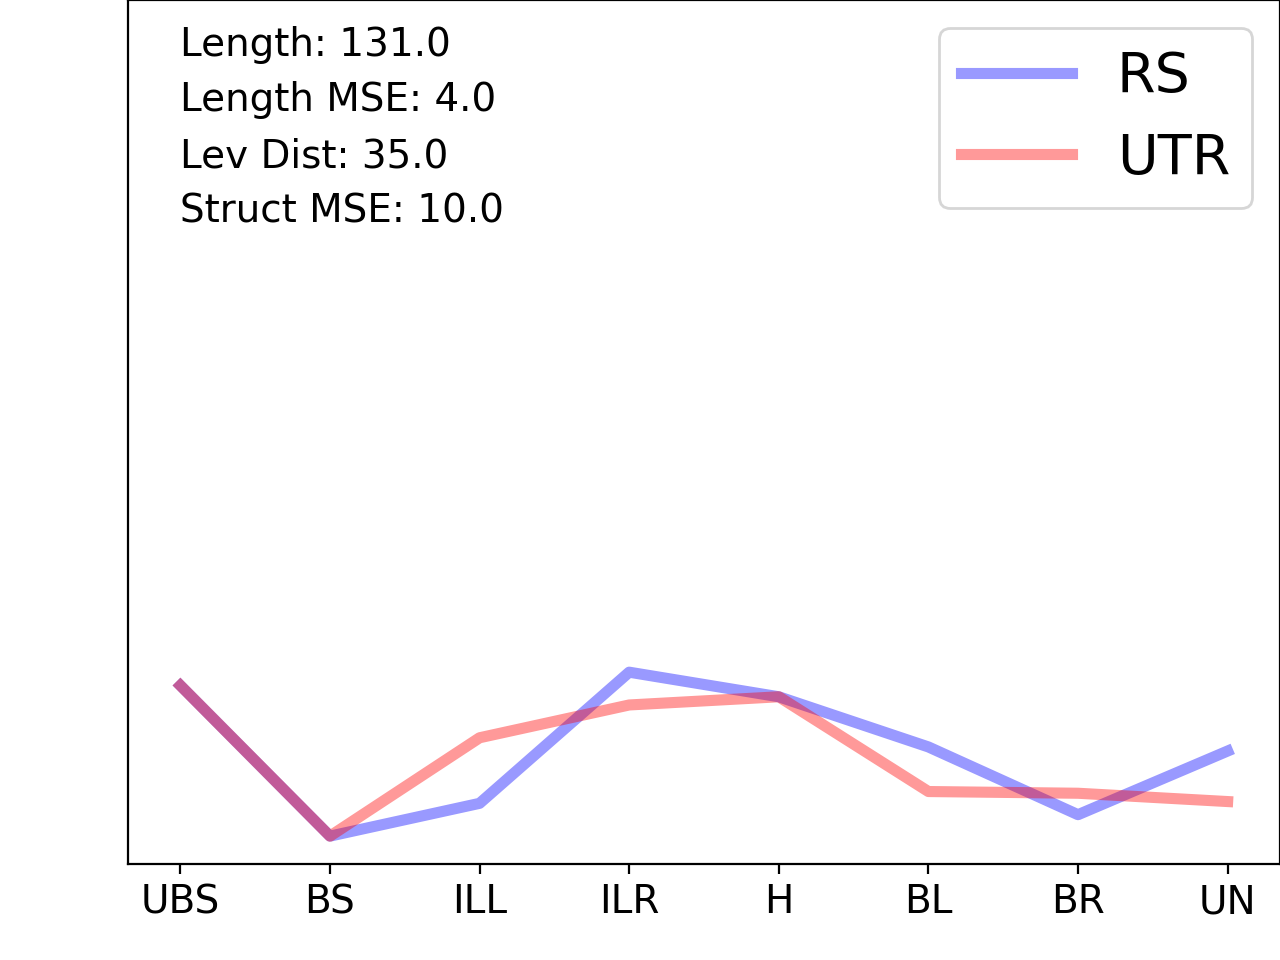 Length: 131.0
Length MSE: 4.0
Lev Dist: 35.0
Struct MSE: 10.0
RS
UTR
UBS BS ILL ILR H BL BR UN